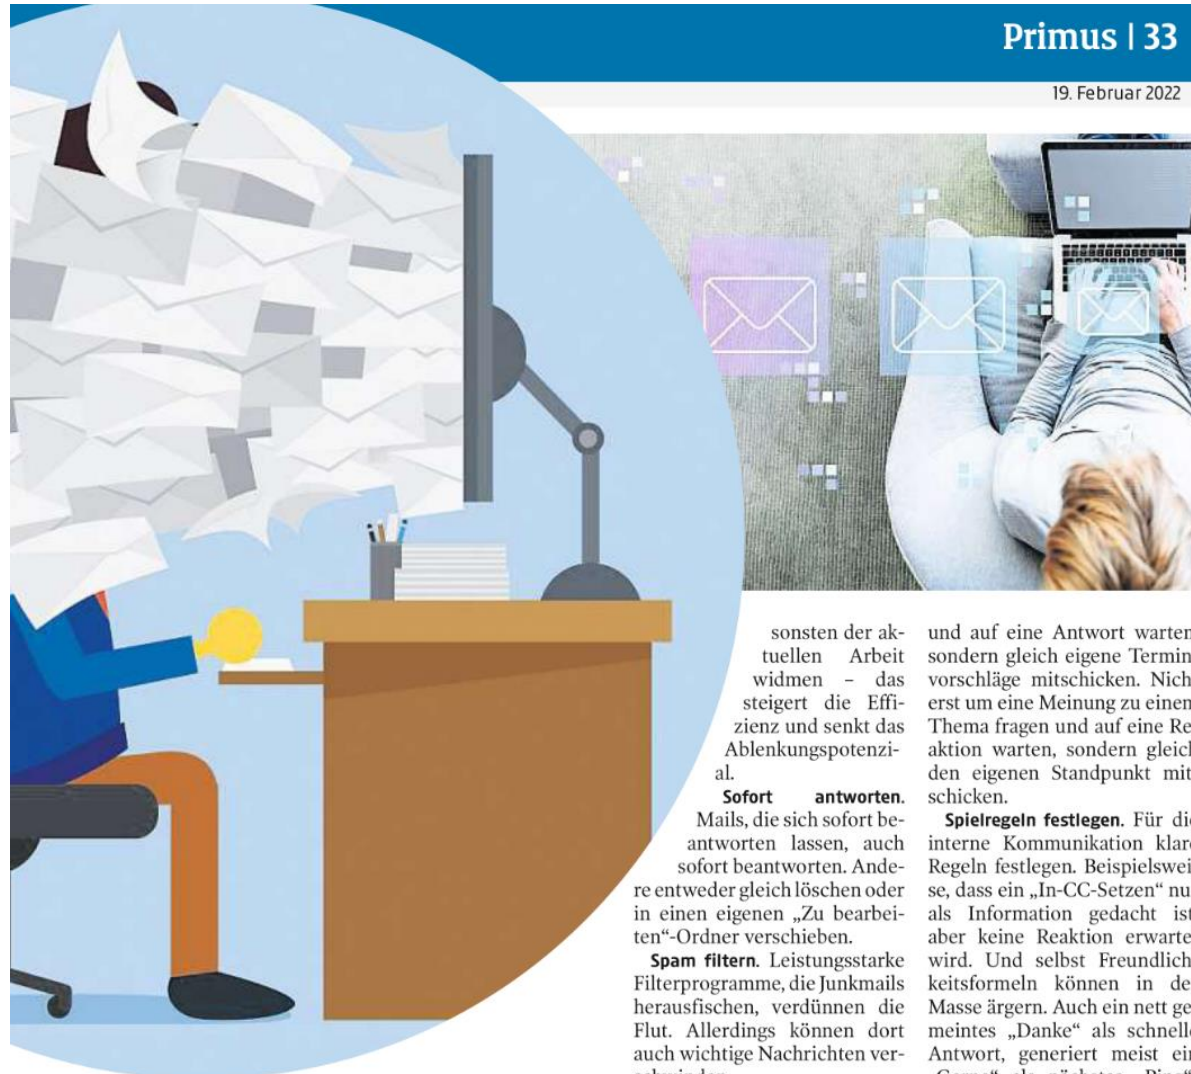 Primus | 33
19. Februar 2022
sonsten der ak-
tuellen Arbeit
widmen – das
steigert die Effi-
zienz und senkt das
Ablenkungspotenzi-
al.
Sofort antworten.
Mails, die sich sofort be-
antworten lassen, auch
sofort beantworten. Ande-
re entweder gleich löschen oder
in einen eigenen „Zu bearbei-
ten“-Ordner verschieben.
Spam filtern. Leistungsstarke
Filterprogramme, die Junkmails
herausfischen, verdünnen die
Flut. Allerdings können dort
auch wichtige Nachrichten ver-
und auf eine Antwort warten
sondern gleich eigene Termin
vorschläge mitschicken. Nich
erst um eine Meinung zu einem
Thema fragen und auf eine Re
aktion warten, sondern gleich
den eigenen Standpunkt mit
schicken.
Spielregeln festlegen. Für die
interne Kommunikation klare
Regeln festlegen. Beispielswei
se, dass ein „In-CC-Setzen“ nu
als Information gedacht ist
aber keine Reaktion erwarte
wird. Und selbst Freundlich
keitsformeln können in de
Masse ärgern. Auch ein nett ge
meintes „Danke“ als schnelle
Antwort, generiert meist ein